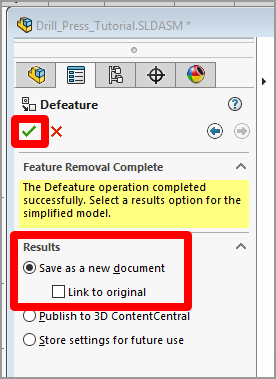 Drill_Press_Tutorial.SLDASM *
Defeature
?
Feature Removal Complete
The Defeature operation completed
successfully. Select a results option for the
simplified model.
Results
Save as a new document
Link to original
Publish to 3D ContentCentral
Store settings for future use